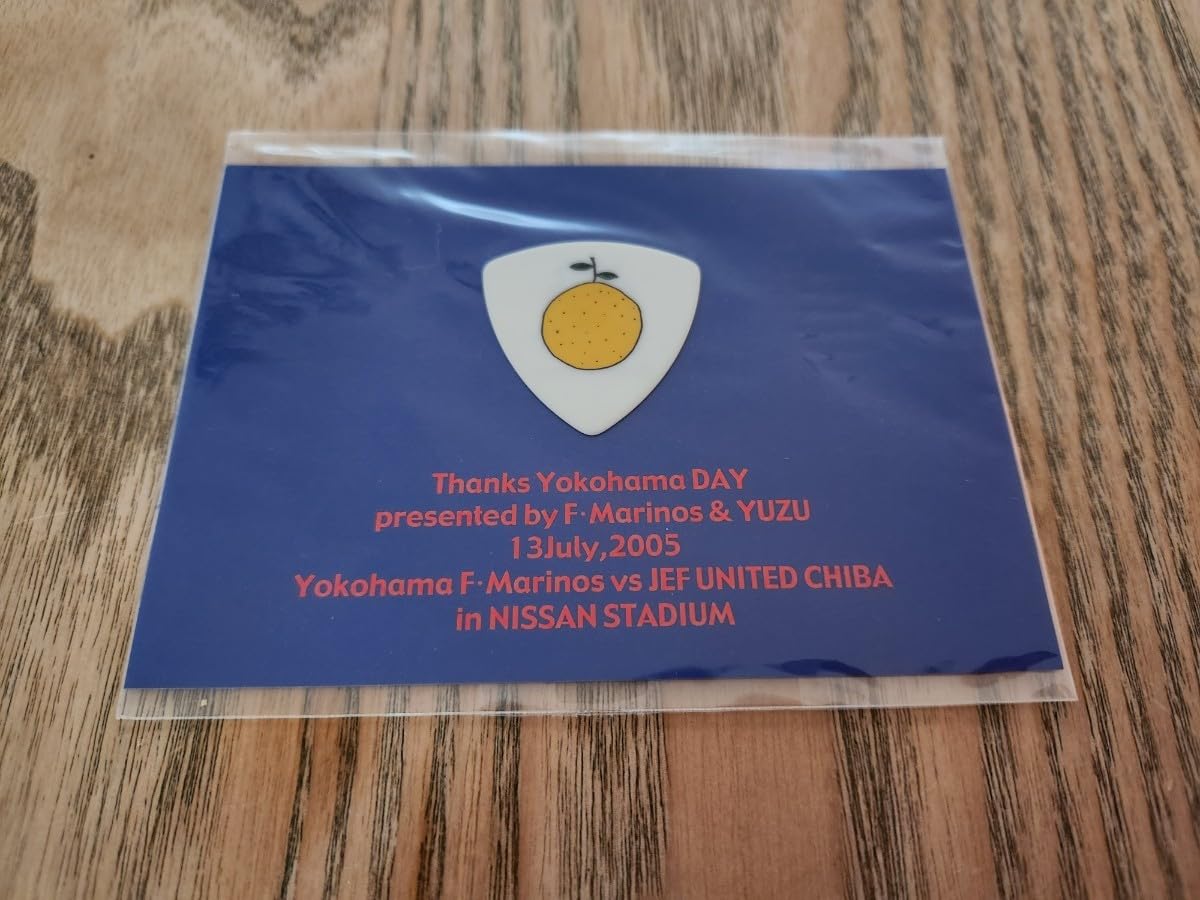 Thanks Yokohama DAY
presented by F·Marinos & YUZU
13July,2005
Yokohama F·Marinos vs JEF UNITED CHIBA
in NISSAN STADIUM